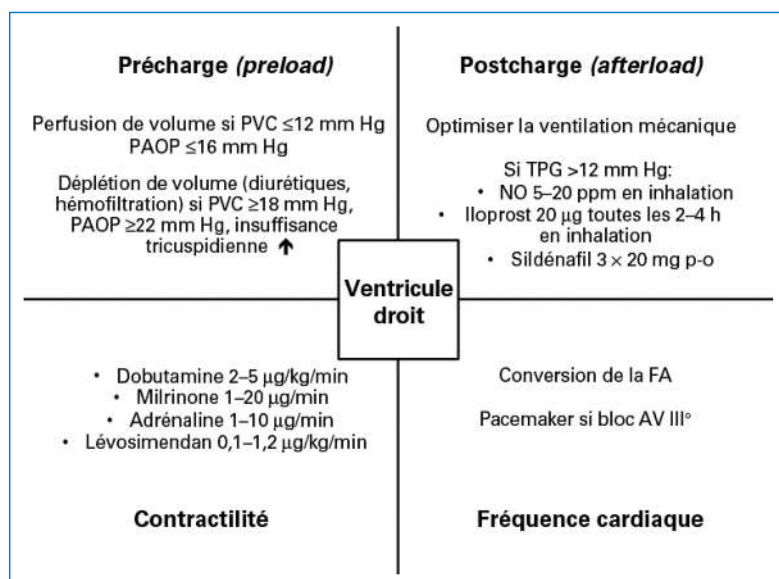 Précharge (preload)
Perfusion de volume si PVC ≤12 mm Hg
PAOP ≤16 mm Hg
Déplétion de volume (diurétiques,
hémofiltration) si PVC ≥18 mm Hg,
PAOP ≥22 mm Hg, insuffisance
tricuspidienne ↑
Postcharge (afterload)
Optimiser la ventilation mécanique
Si TPG >12 mm Hg:
• NO 5–20 ppm en inhalation
• Iloprost 20 µg toutes les 2–4 h
en inhalation
• Sildénafil 3 × 20 mg p-o
Ventricule
droit
• Dobutamine 2–5 µg/kg/min
• Milrinone 1–20 µg/min
• Adrénaline 1–10 µg/min
• Lévosimendan 0,1–1,2 µg/kg/min
Contractilité
Conversion de la FA
Pacemaker si bloc AV III°
Fréquence cardiaque